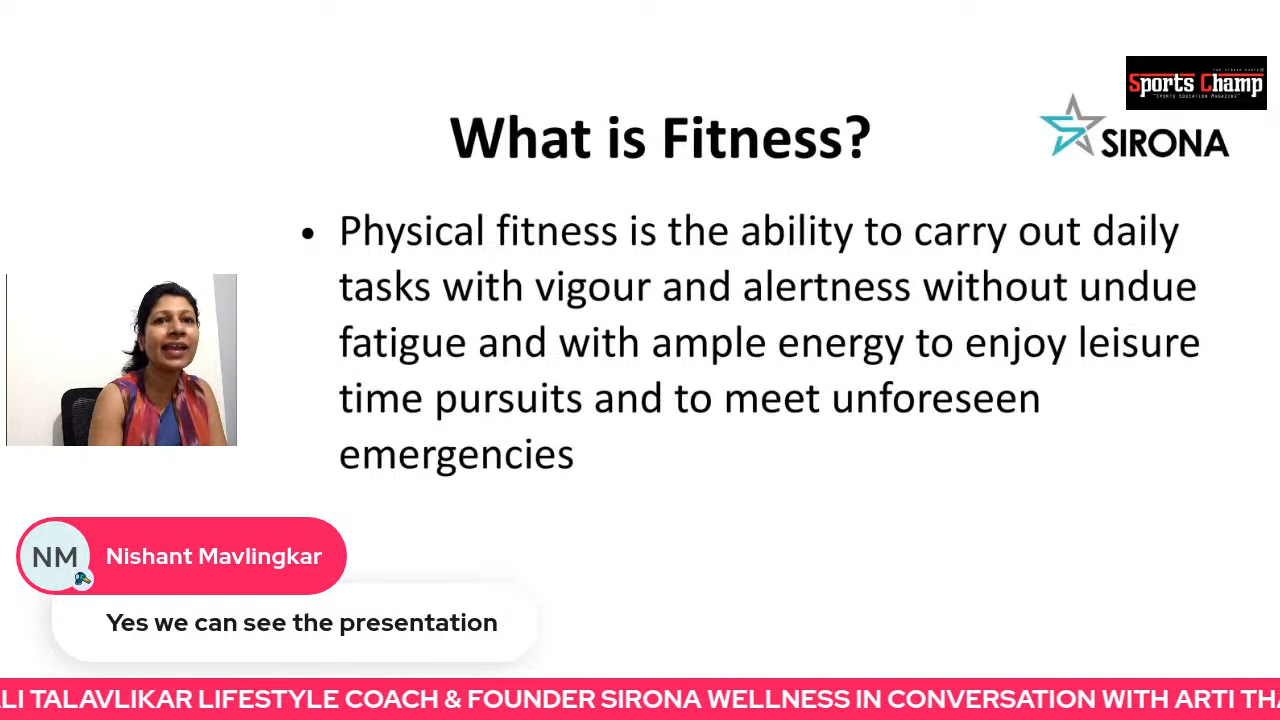 Sports Champ
"SPORTS EDUCATION MAGAZINE"
SIRONA
What is Fitness?
• Physical fitness is the ability to carry out daily
tasks with vigour and alertness without undue
fatigue and with ample energy to enjoy leisure
time pursuits and to meet unforeseen
emergencies
NM
Nishant Mavlingkar
Yes we can see the presentation
LI TALAVLIKAR LIFESTYLE COACH & FOUNDER SIRONA WELLNESS IN CONVERSATION WITH ARTI THA